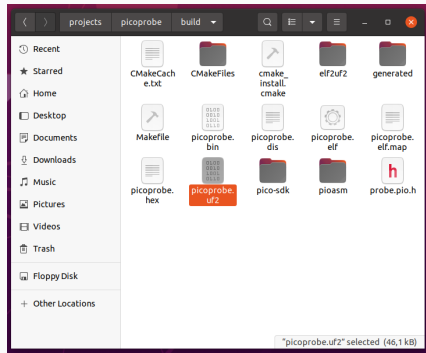 projects picoprobe build
Recent
Starred
Home
Desktop
Documents
Downloads
Music
Pictures
Videos
Trash
Floppy Disk
+ Other Locations
CMakeCach
e.txt
CMakeFiles
cmake_
install.
cmake
elf2uf2
generated
Makefile
picoprobe.
bin
picoprobe.
dis
picoprobe.
elf
picoprobe.
elf.map
picoprobe.
hex
picoprobe.
uf2
pico-sdk
pioasm
h
probe.pio.h
"picoprobe.uf2" selected (46,1 kB)